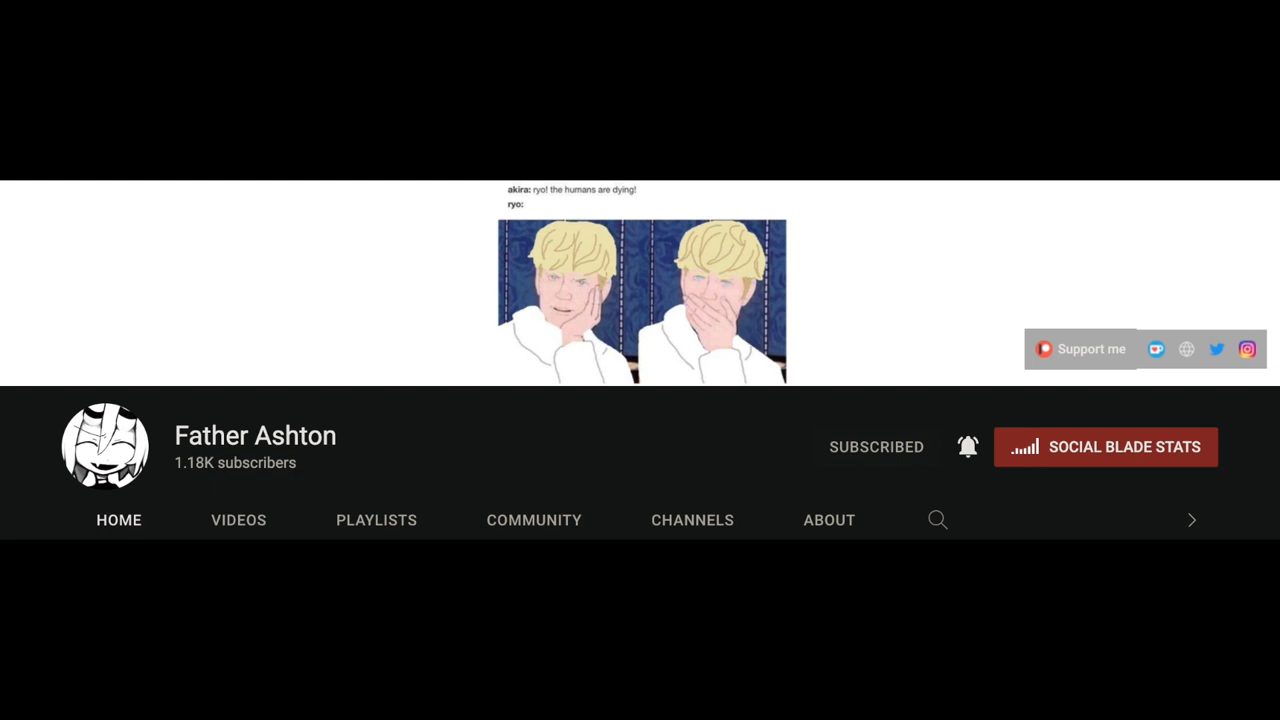 akira: ryo! the humans are dying!
ryo:
Support me
Father Ashton
1.18K subscribers
SUBSCRIBED
SOCIAL BLADE STATS
HOME VIDEOS PLAYLISTS COMMUNITY CHANNELS ABOUT